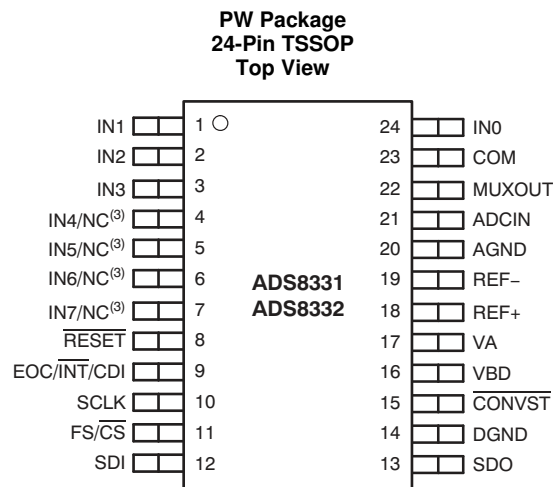 PW Package
24-Pin TSSOP
Top View
IN1 1 24 IN0
IN2 2 23 COM
IN3 3 22 MUXOUT
IN4/NC(3) 4 21 ADCIN
IN5/NC(3) 5 20 AGND
IN6/NC(3) 6 19 REF−
IN7/NC(3) 7 18 REF+
ADS8331
ADS8332
RESET 8 17 VA
EOC/INT/CDI 9 16 VBD
SCLK 10 15 CONVST
FS/CS 11 14 DGND
SDI 12 13 SDO